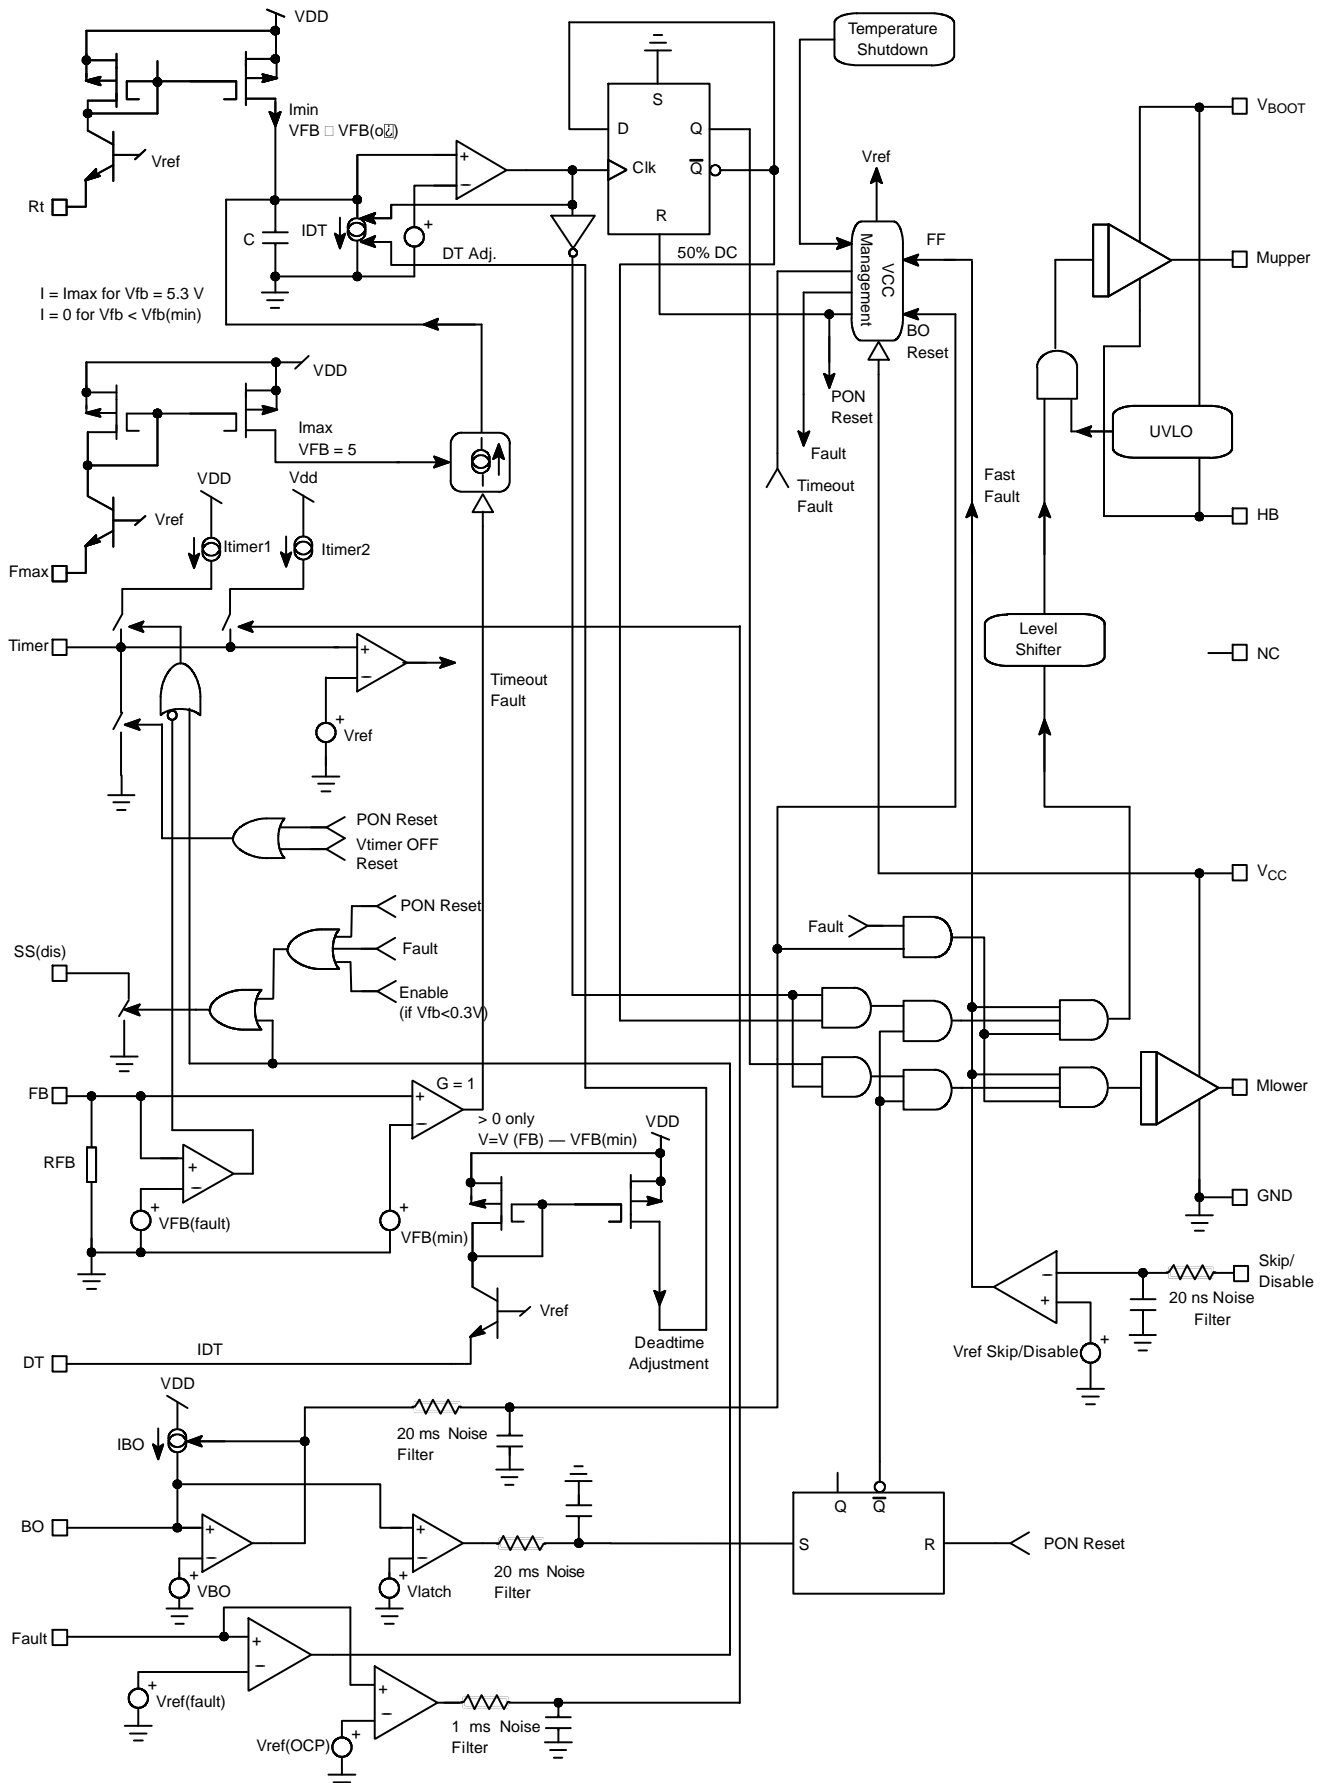 VDD
Temperature
Shutdown
S
Imin
VFB VFB(o
D
Q
Clk
Q
Vref
Vref
VBOOT
Rt
R
C
IDT
+
−
+
DT Adj.
50% DC
FF
VCC
Management
Mupper
I = Imax for Vfb = 5.3 V
I = 0 for Vfb < Vfb(min)
BO
Reset
VDD
PON
Reset
Imax
VFB = 5
Fault
UVLO
VDD
Vdd
Timeout
Fault
Fast
Fault
Vref
HB
Itimer1
Itimer2
Fmax
Timer
Level
Shifter
NC
+
−
Timeout
Fault
+
Vref
PON Reset
Vtimer OFF
Reset
VCC
PON Reset
Fault
Fault
SS(dis)
Enable
(if Vfb<0.3V)
FB
+
−
G = 1
Mlower
> 0 only
V=V (FB) — VFB(min)
VDD
RFB
+
−
+
VFB(fault)
+
VFB(min)
GND
Skip/
Disable
−
+
20 ns Noise
Filter
Vref
IDT
Deadtime
Adjustment
Vref Skip/Disable
+
DT
VDD
IBO
20 ms Noise
Filter
Q
Q
BO
+
−
+
−
S
R
PON Reset
+
VBO
+
Vlatch
20 ms Noise
Filter
Fault
+
−
+
Vref(fault)
+
−
1 ms Noise
Filter
+
Vref(OCP)